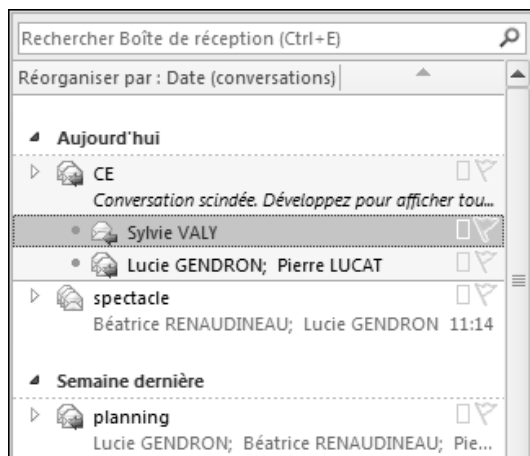 Rechercher Boîte de réception (Ctrl+E)
Réorganiser par : Date (conversations)
Aujourd'hui
CE
Conversation scindée. Développez pour afficher tou...
Sylvie VALY
Lucie GENDRON; Pierre LUCAT
spectacle
Béatrice RENAUDINEAU; Lucie GENDRON 11:14
Semaine dernière
planning
Lucie GENDRON; Béatrice RENAUDINEAU; Pie...